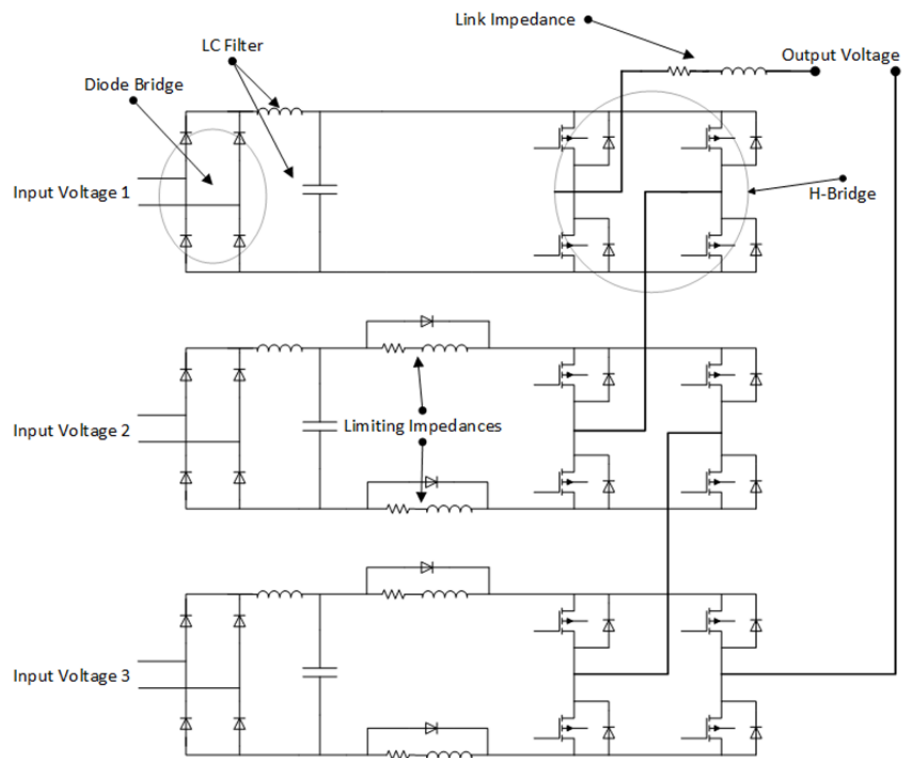 Link Impedance
LC Filter
Output Voltage
Diode Bridge
Input Voltage 1
H-Bridge
Input Voltage 2
Limiting Impedances
Input Voltage 3